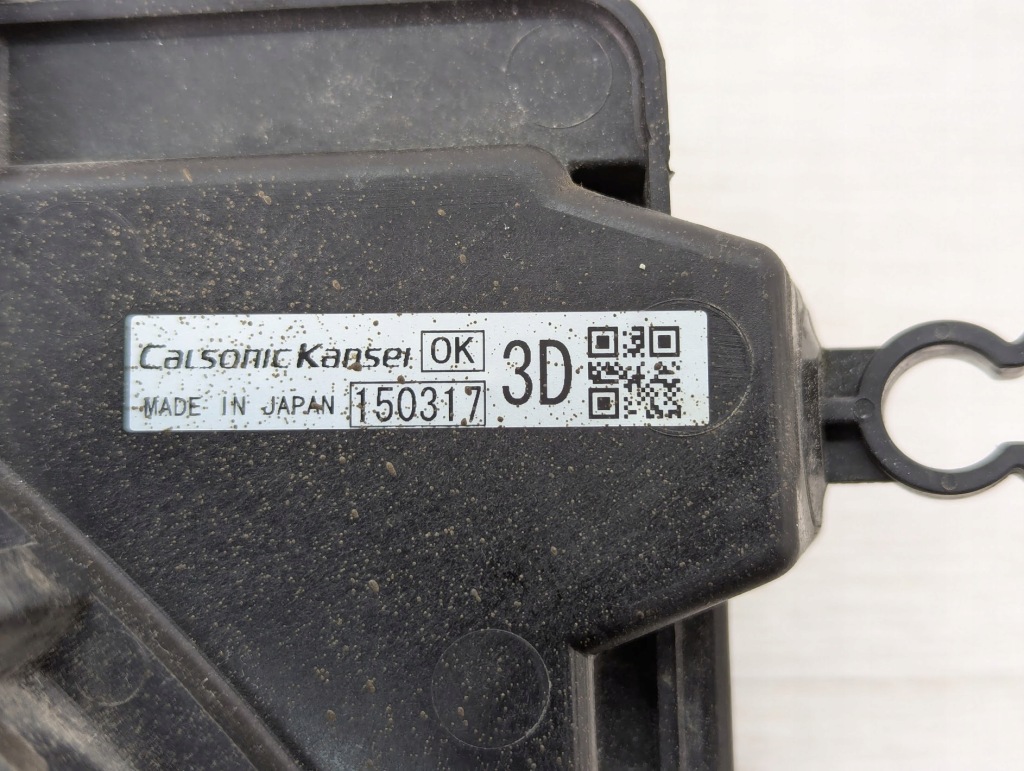 Calsonic Kansei OK 3D
MADE IN JAPAN 150317